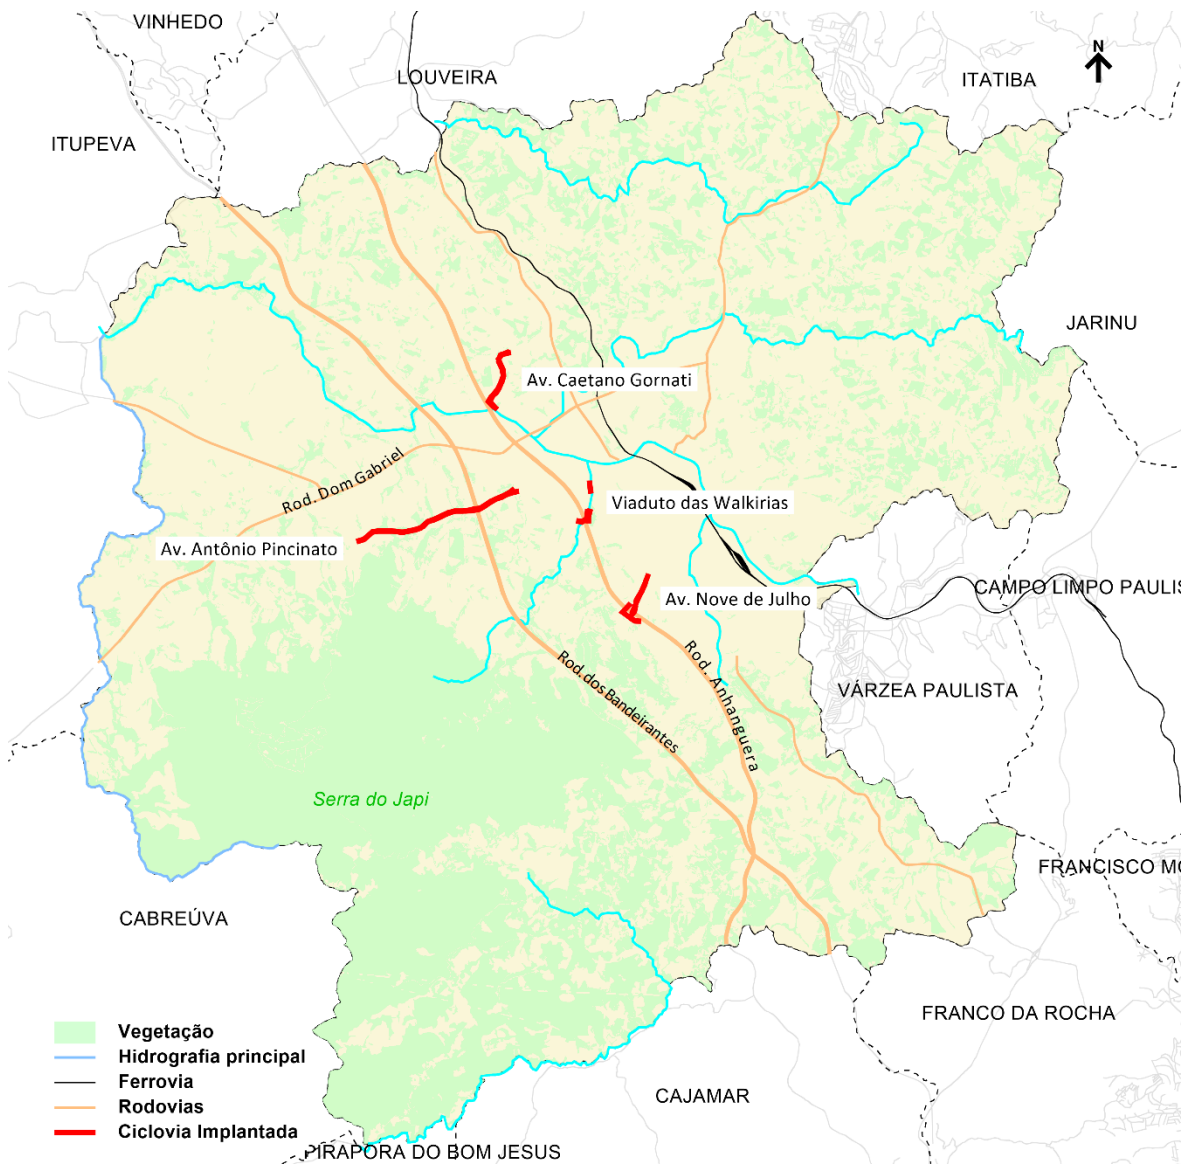 VINHEDO
N
LOUVEIRA
ITATIBA
ITUPEVA
JARINU
Av. Caetano Gornati
Rod. Dom Gabriel
Viaduto das Walkirias
Av. Antônio Pincinato
CAMPO LIMPO PAULIS
Av. Nove de Julho
Rod. Anhanguera
VÁRZEA PAULISTA
Rod. dos Bandeirantes
Serra do Japi
FRANCISCO MO
CABREÚVA
FRANCO DA ROCHA
Vegetação
Hidrografia principal
Ferrovia
Rodovias
Ciclovia Implantada
CAJAMAR
PIRAPORA DO BOM JESUS